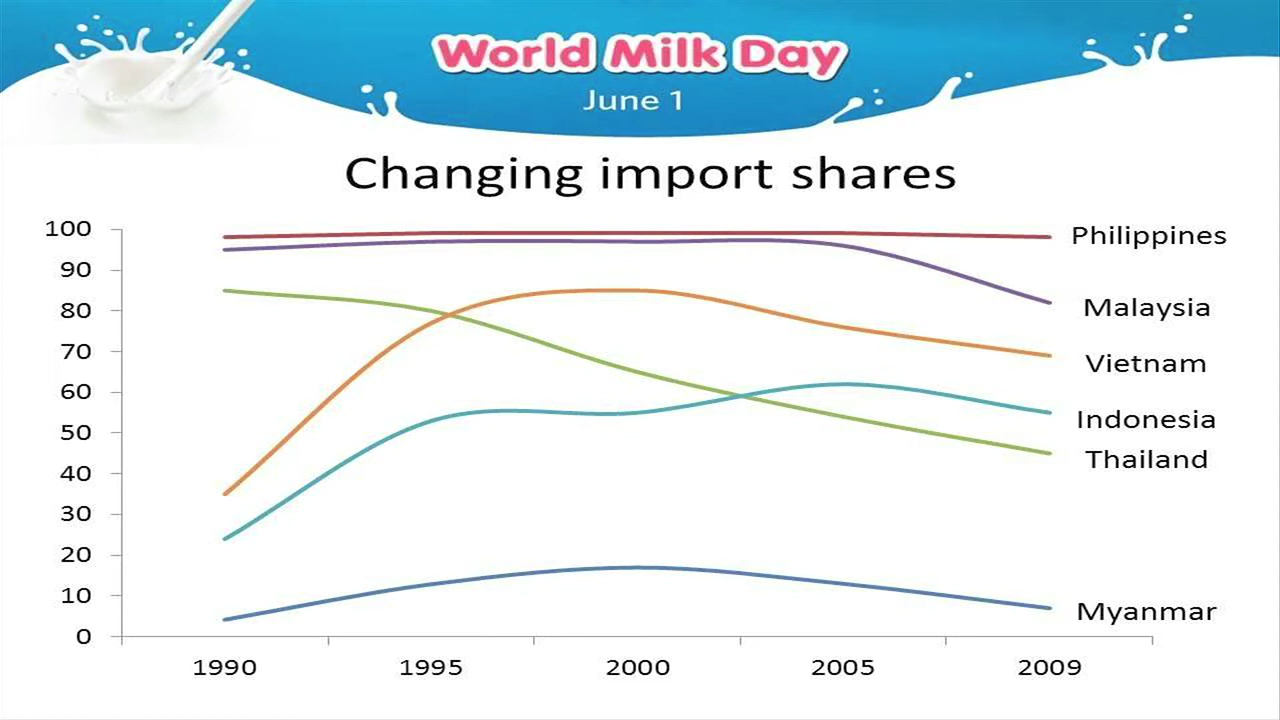 World Milk Day
June 1
Changing import shares
100
90
80
70
60
50
40
30
20
10
0
Philippines
Malaysia
Vietnam
Indonesia
Thailand
Myanmar
1990 1995 2000 2005 2009